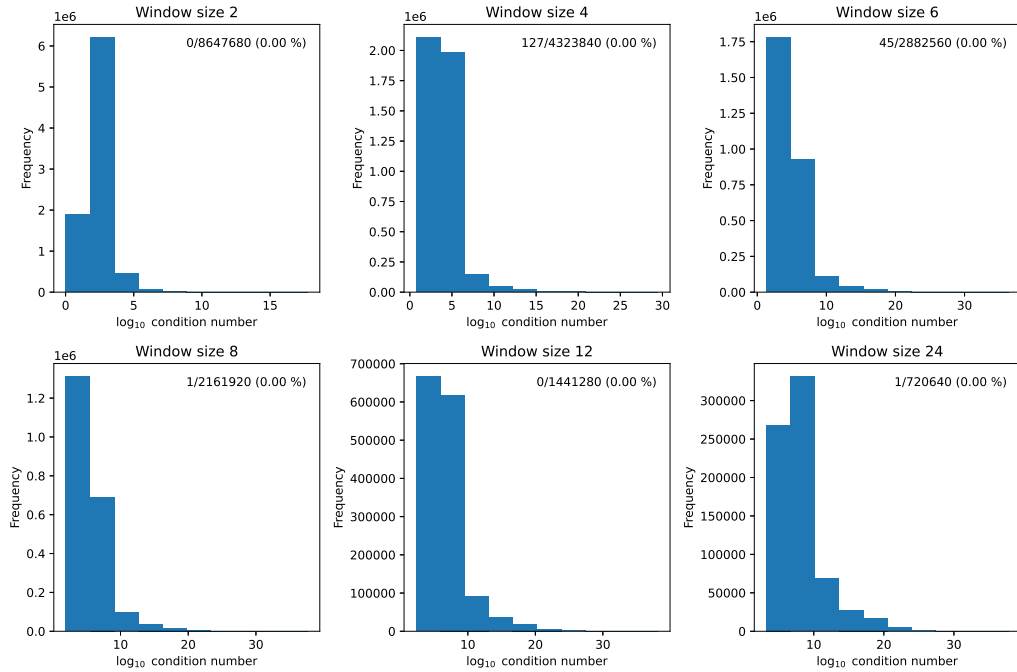 Window size 2
1e6
0/8647680 (0.00 %)
6
5
4
3
2
1
0
Frequency
0
5
10
15
log10 condition number
Window size 4
1e6
127/4323840 (0.00 %)
2.00
1.75
1.50
1.25
1.00
0.75
0.50
0.25
0.00
Frequency
0
5
10
15
20
25
30
log10 condition number
Window size 6
1e6
45/2882560 (0.00 %)
1.75
1.50
1.25
1.00
0.75
0.50
0.25
0.00
Frequency
0
10
20
30
log10 condition number
Window size 8
1e6
1/2161920 (0.00 %)
1.2
1.0
0.8
0.6
0.4
0.2
0.0
Frequency
10
20
30
log10 condition number
Window size 12
0/1441280 (0.00 %)
700000
600000
500000
400000
300000
200000
100000
0
Frequency
10
20
30
log10 condition number
Window size 24
1/720640 (0.00 %)
300000
250000
200000
150000
100000
50000
0
Frequency
10
20
30
log10 condition number